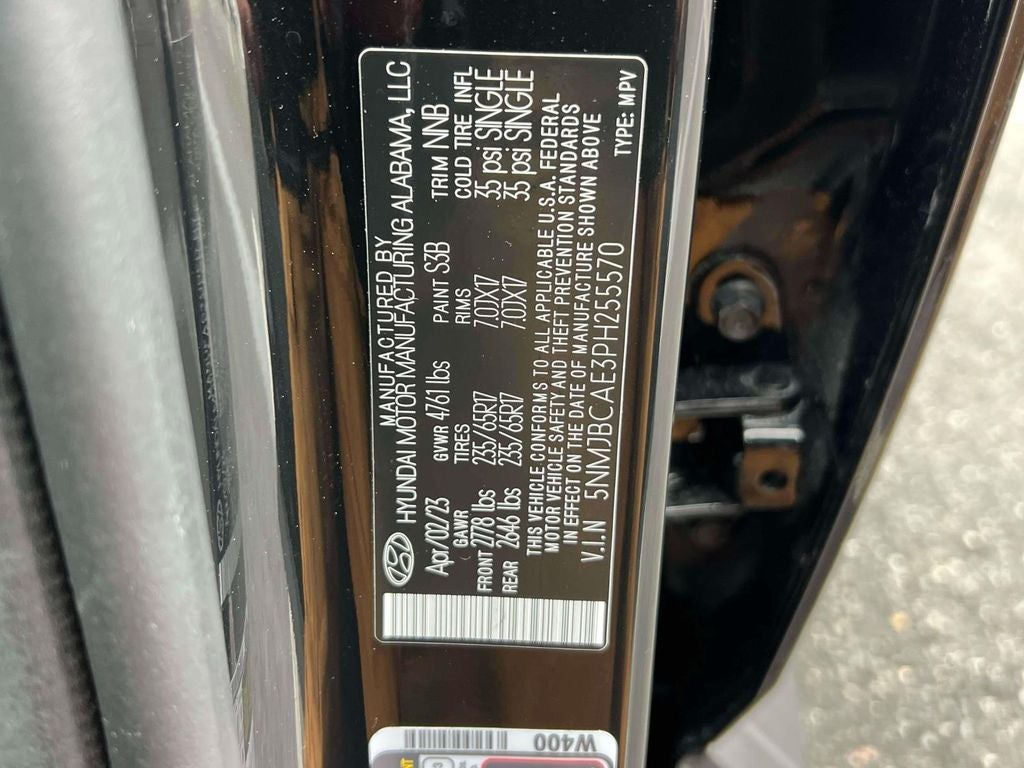 MANUFACTURED BY
HYUNDAI MOTOR MANUFACTURING ALABAMA, LLC
Apr/02/23 GVWR 4761 lbs PAINT S3B TRIM NNB
GAWR TIRES RIMS COLD TIRE INFL
FRONT 2778 lbs 235/65R17 7.0JX17 35 psi SINGLE
REAR 2646 lbs 235/65R17 7.0JX17 35 psi SINGLE
THIS VEHICLE CONFORMS TO ALL APPLICABLE U.S.A. FEDERAL
MOTOR VEHICLE SAFETY AND THEFT PREVENTION STANDARDS
IN EFFECT ON THE DATE OF MANUFACTURE SHOWN ABOVE
V.I.N 5NMJBCAE3PH255570 TYPE: MPV
W400